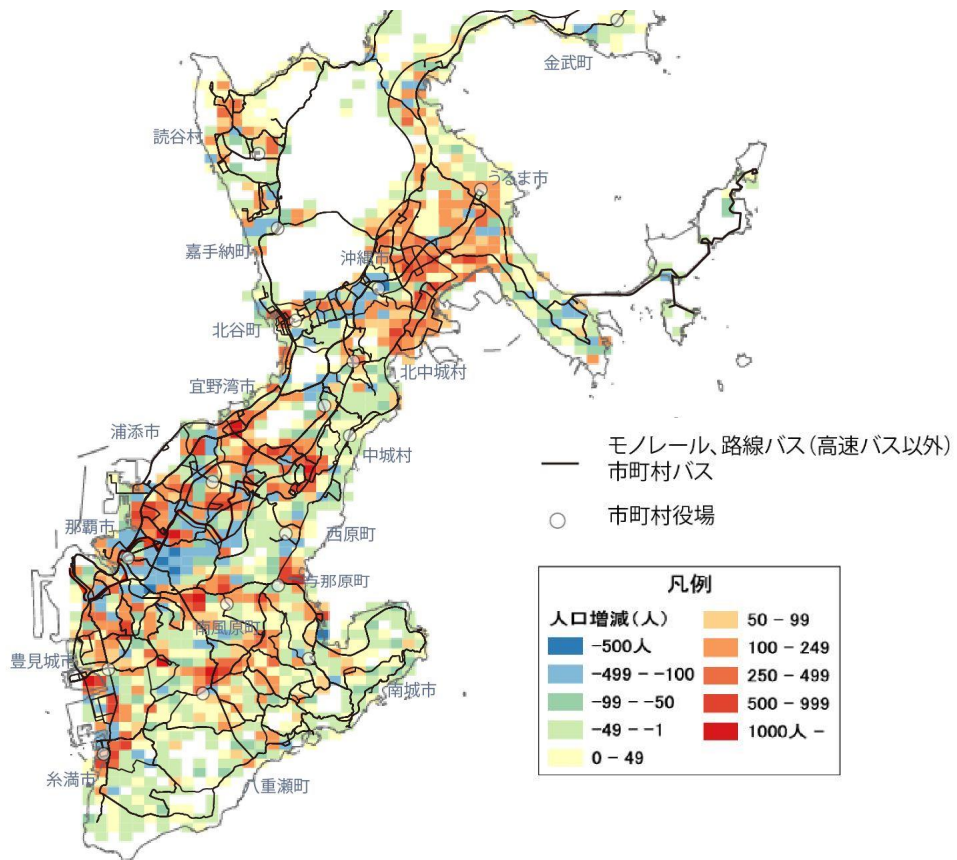 金武町
読谷村
うるま市
嘉手納町
沖縄市
北谷町
北中城村
宜野湾市
浦添市
中城村
那覇市
西原町
与那原町
南風原町
豊見城市
南城市
糸満市
八重瀬町
モノレール、路線バス(高速バス以外)
市町村バス
市町村役場
凡例
人口増減(人)
-500人
-499 - -100
-99 - -50
-49 - -1
0 - 49
50 - 99
100 - 249
250 - 499
500 - 999
1000人 -